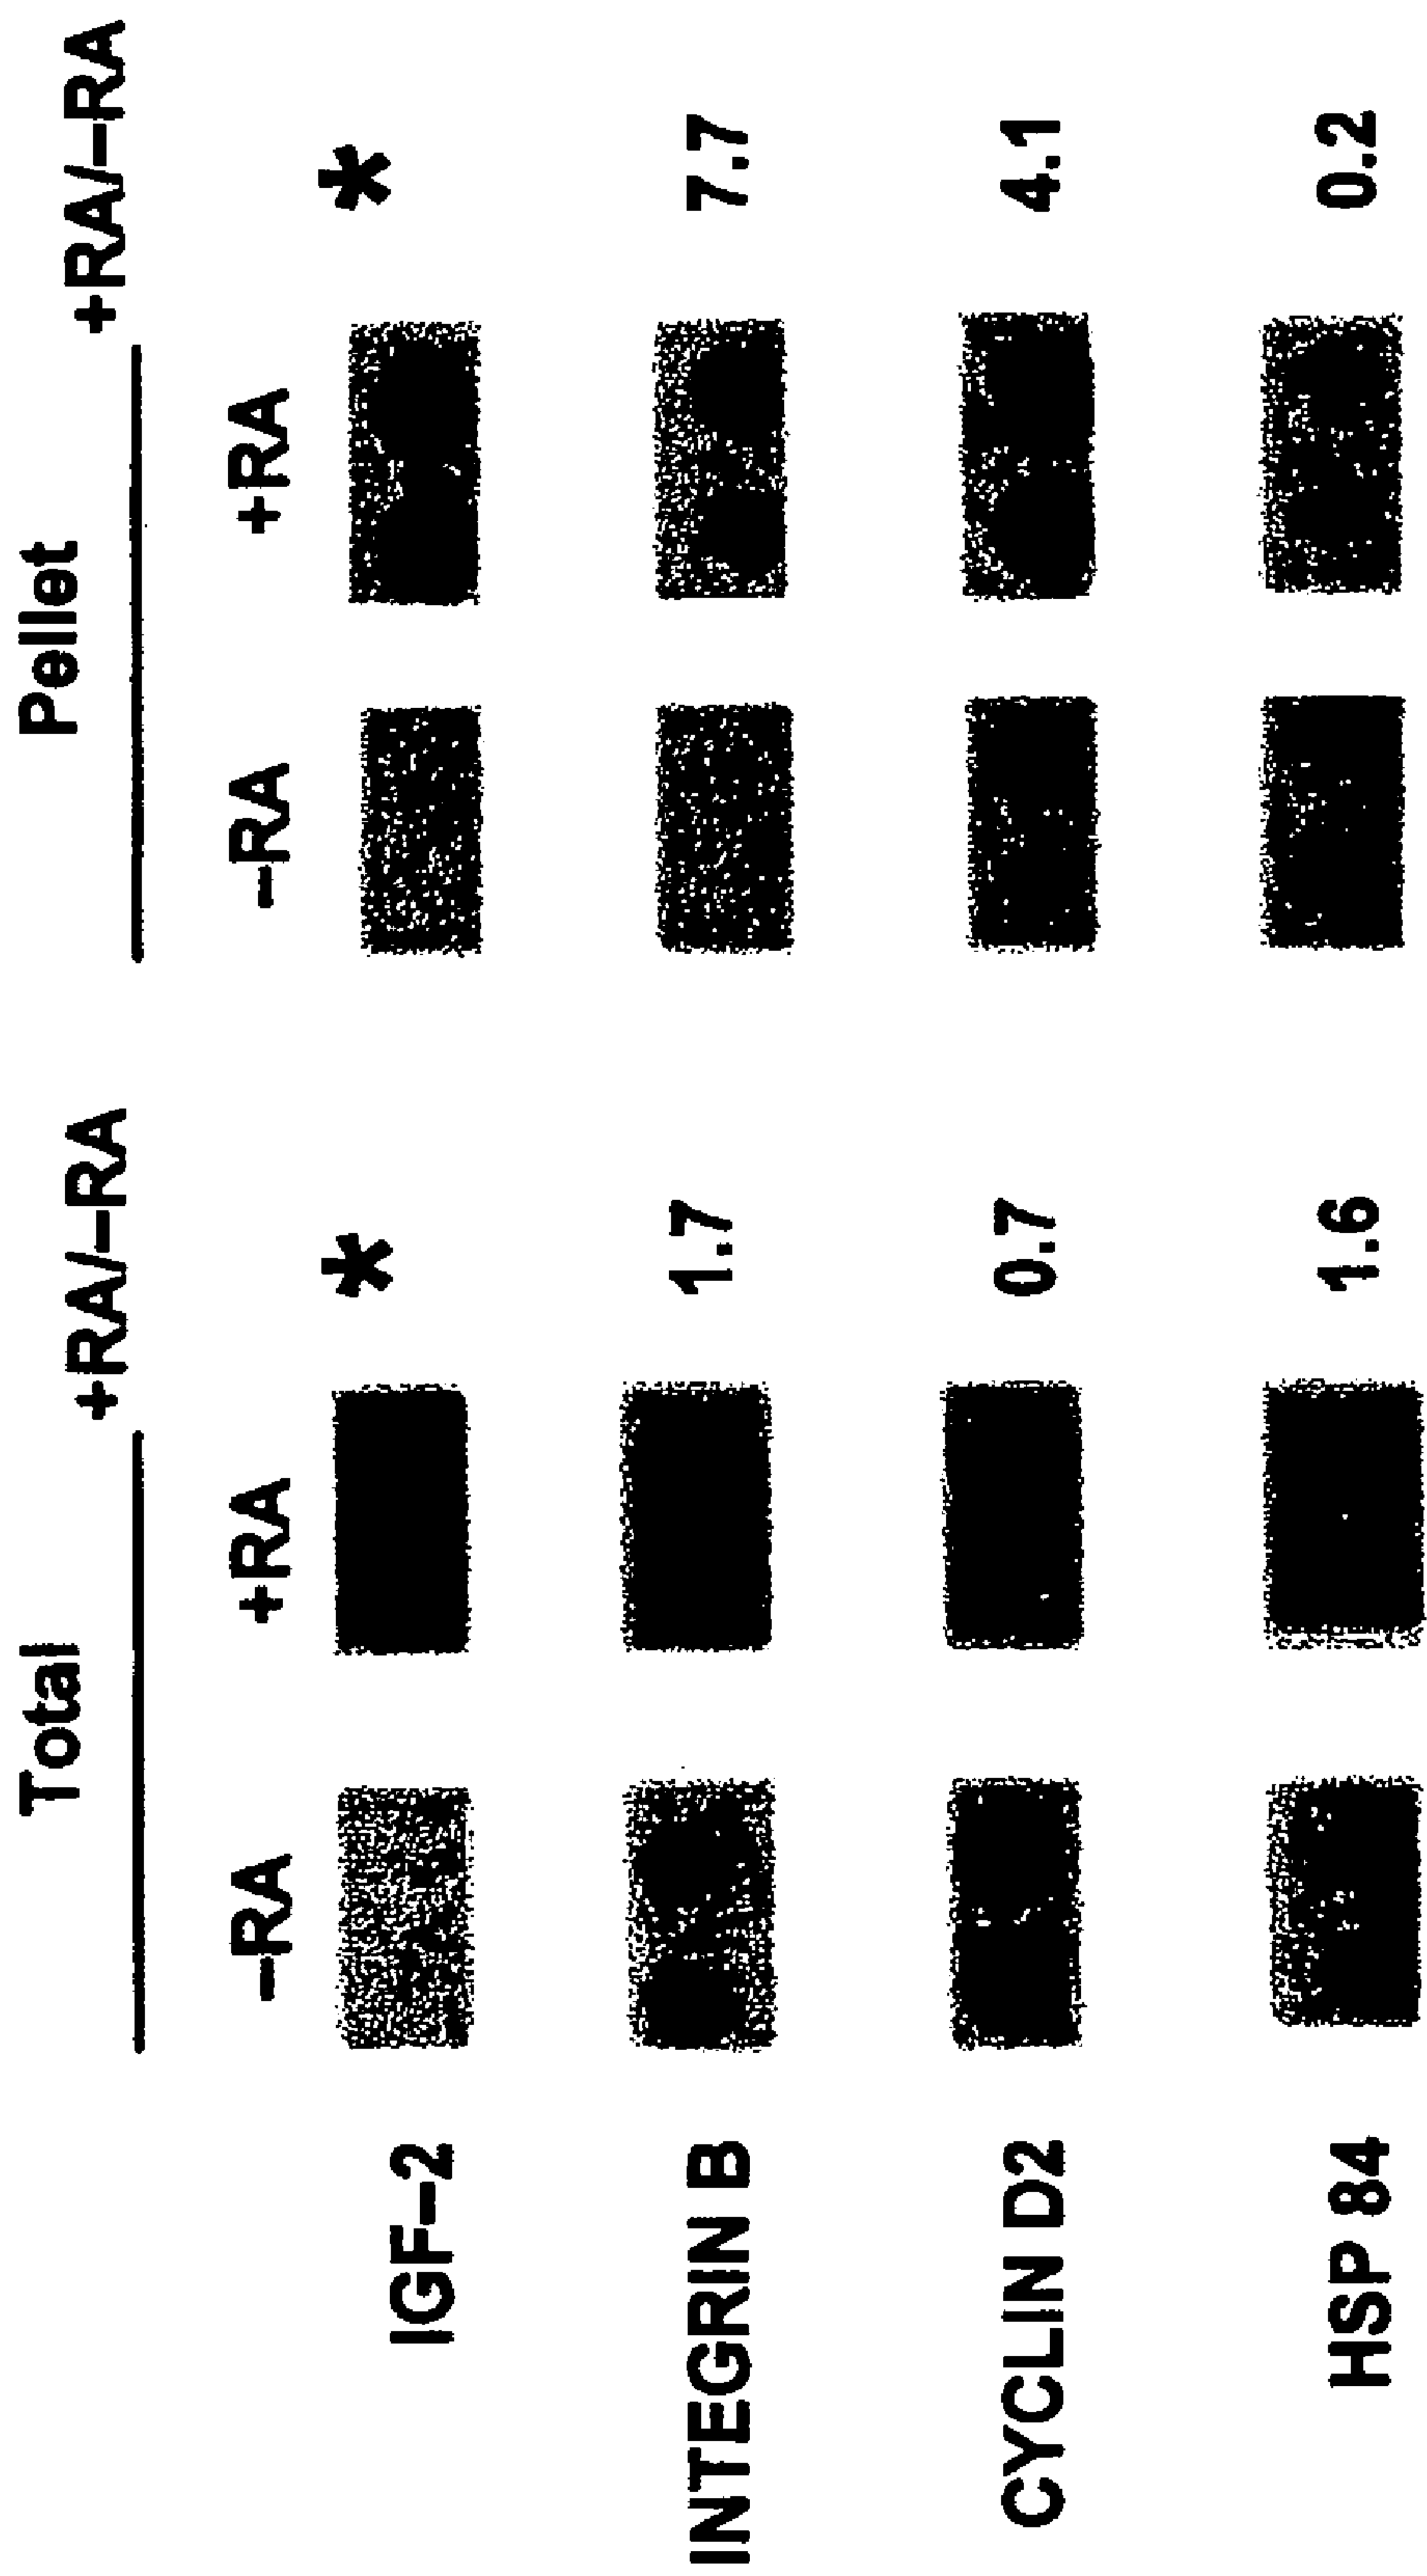 Total Pellet
−RA +RA +RA/−RA −RA +RA +RA/−RA
IGF−2 * *
INTEGRIN B 1.7 7.7
CYCLIN D2 0.7 4.1
HSP 84 1.6 0.2